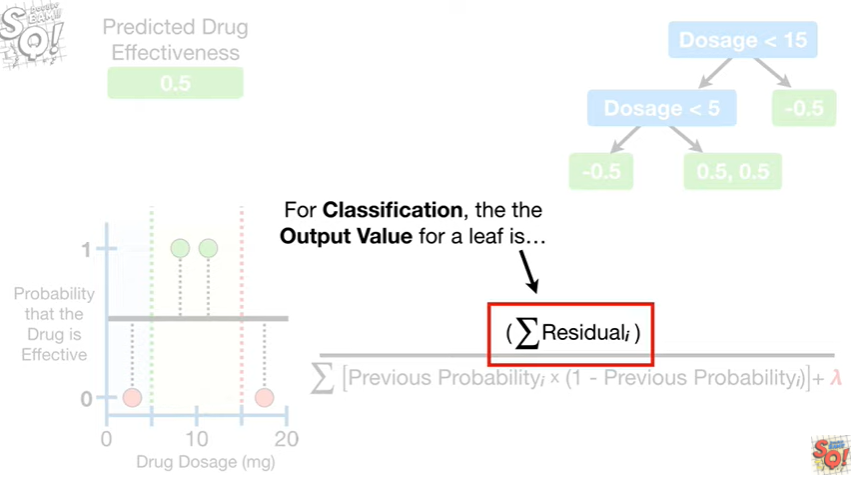 Predicted Drug
Effectiveness
0.5
Dosage < 15
Dosage < 5
-0.5
-0.5
0.5, 0.5
For Classification, the the
Output Value for a leaf is…
(∑Residualᵢ )
∑ [Previous Probabilityᵢ × (1 - Previous Probabilityᵢ)]+ λ
1
Probability
that the
Drug is
Effective
0
0
10
20
Drug Dosage (mg)